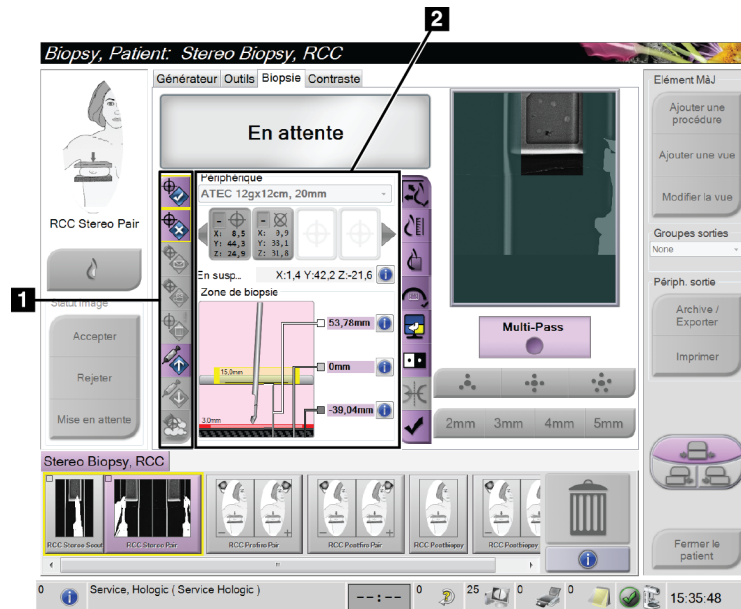 2
Biopsy, Patient: Stereo Biopsy, RCC
Générateur Outils Biopsie Contraste
En attente
RCC Stereo Pair
Statut image
Accepter
Rejeter
Mise en attente
1
Périphérique
ATEC 12gx12cm, 20mm
X: 8,5
Y: 44,3
Z: 24,9
X: 9,9
Y: 38,1
Z: 31,8
En susp... X:1,4 Y:42,2 Z:-21,6
Zone de biopsie
53,78mm
15,0mm
0mm
-39,04mm
3,0mm
Multi-Pass
2mm 3mm 4mm 5mm
Elément MàJ
Ajouter une procédure
Ajouter une vue
Modifier la vue
Groupes sorties
None
Périph. sortie
Archive / Exporter
Imprimer
Fermer le patient
Stereo Biopsy, RCC
RCC Stereo Scout
RCC Stereo Pair
RCC Prefire Pair
RCC Postfire Pair
RCC Postbiopsy
RCC Postbiopsy
0
Service, Hologic ( Service Hologic )
--:--
0
25
0
0
15:35:48